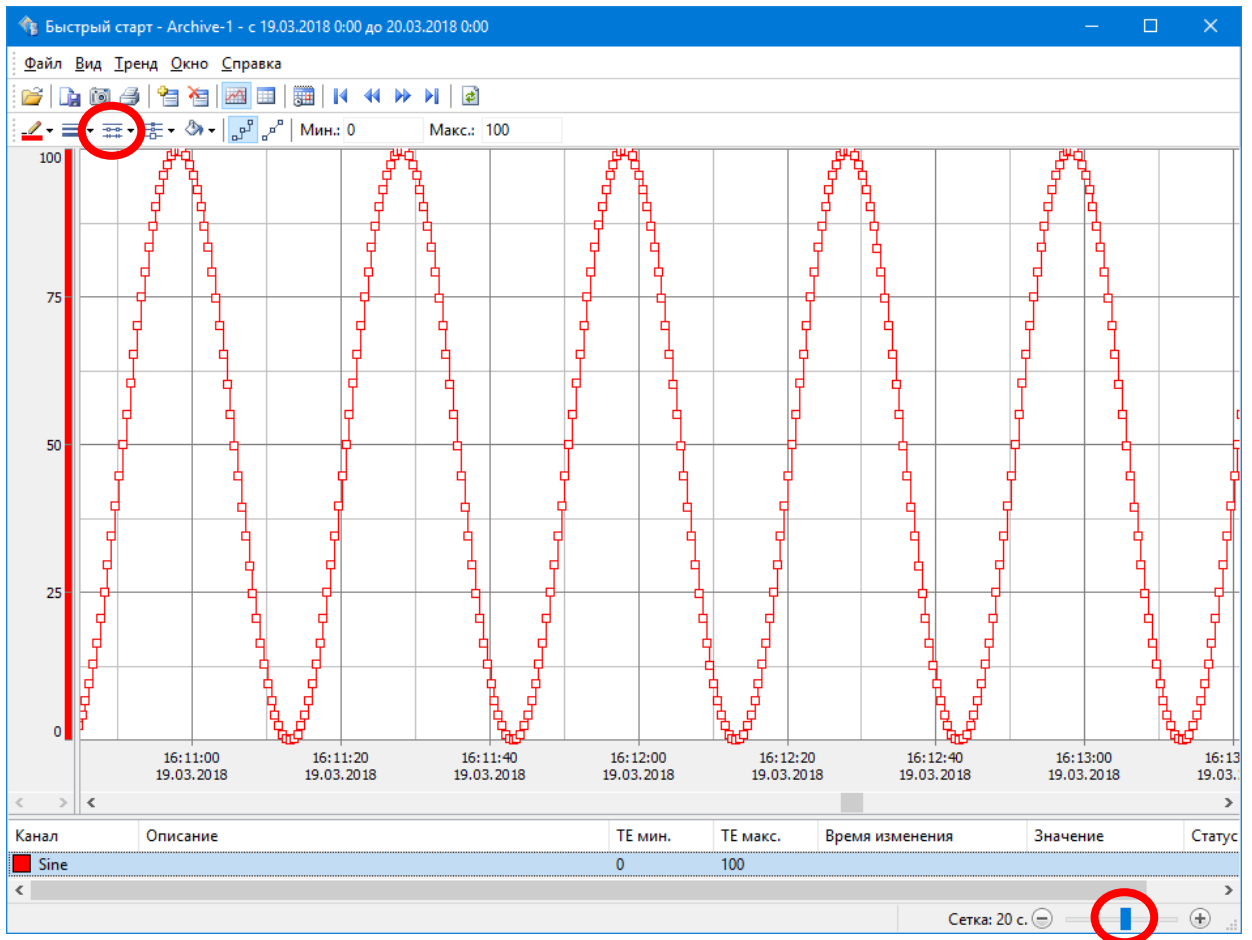 Быстрый старт - Archive-1 - с 19.03.2018 0:00 до 20.03.2018 0:00
Файл Вид Тренд Окно Справка
Мин.: 0 Макс.: 100
100
75
50
25
0
16:11:00 16:11:20 16:11:40 16:12:00 16:12:20 16:12:40 16:13:00 16:13
19.03.2018 19.03.2018 19.03.2018 19.03.2018 19.03.2018 19.03.2018 19.03.2018 19.03.
Канал Описание ТЕ мин. ТЕ макс. Время изменения Значение Статус
Sine 0 100
Сетка: 20 с.